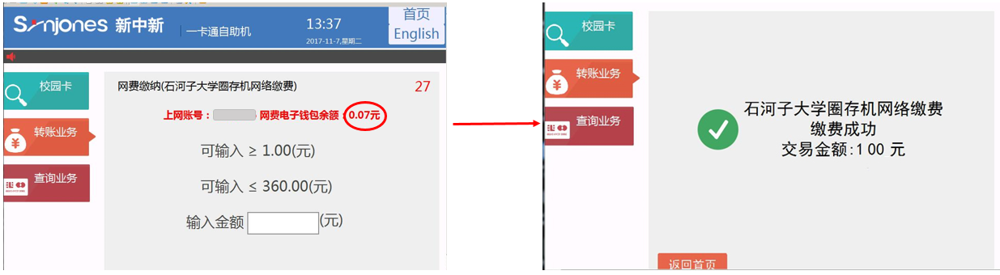 Synjones 新中新
一卡通自助机
13:37
2017-11-7,星期二
首页
English
校园卡
转账业务
查询业务
网费缴纳(石河子大学圈存机网络缴费)
27
上网账号： 网费电子钱包余额：0.07元
可输入 ≥ 1.00(元)
可输入 ≤ 360.00(元)
输入金额 (元)
校园卡
转账业务
查询业务
石河子大学圈存机网络缴费
缴费成功
交易金额:100 元
返回首页